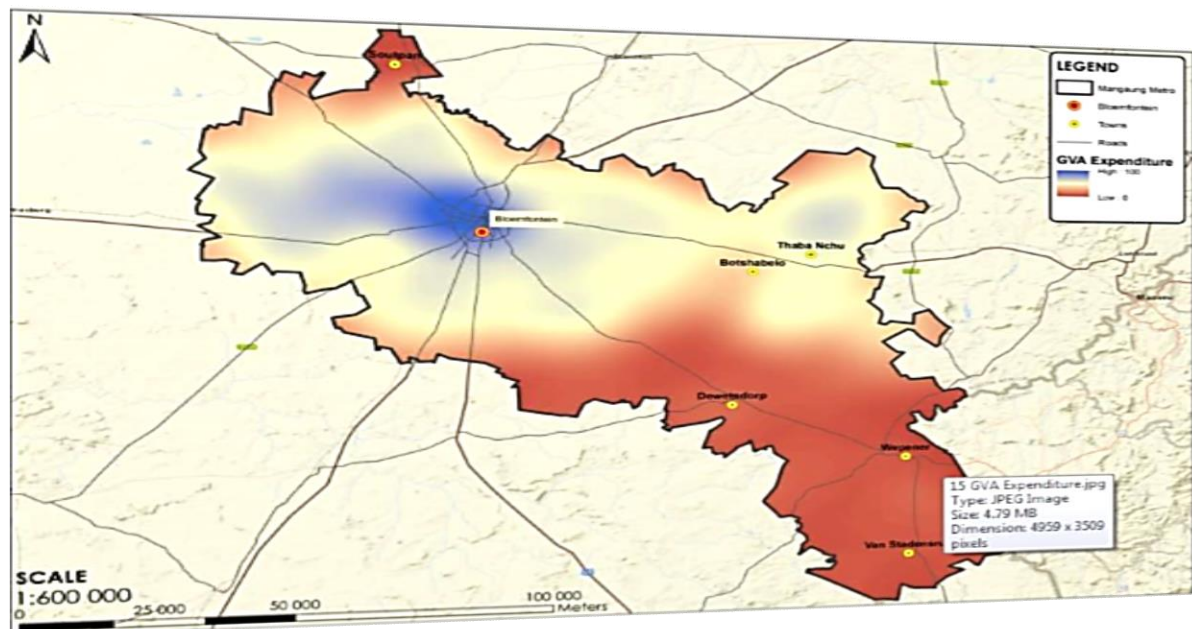 N
Soutpan
Bloemfontein
Thaba Nchu
Botshabelo
Dewetsdorp
Wepener
Van Stadensrus
LEGEND
Mangaung Metro
Bloemfontein
Towns
Roads
GVA Expenditure
High : 100
Low : 0
15 GVA Expenditure.jpg
Type: JPEG Image
Size: 4.79 MB
Dimension: 4959 x 3509
pixels
SCALE
1:600 000
0 25 000 50 000 100 000
Meters